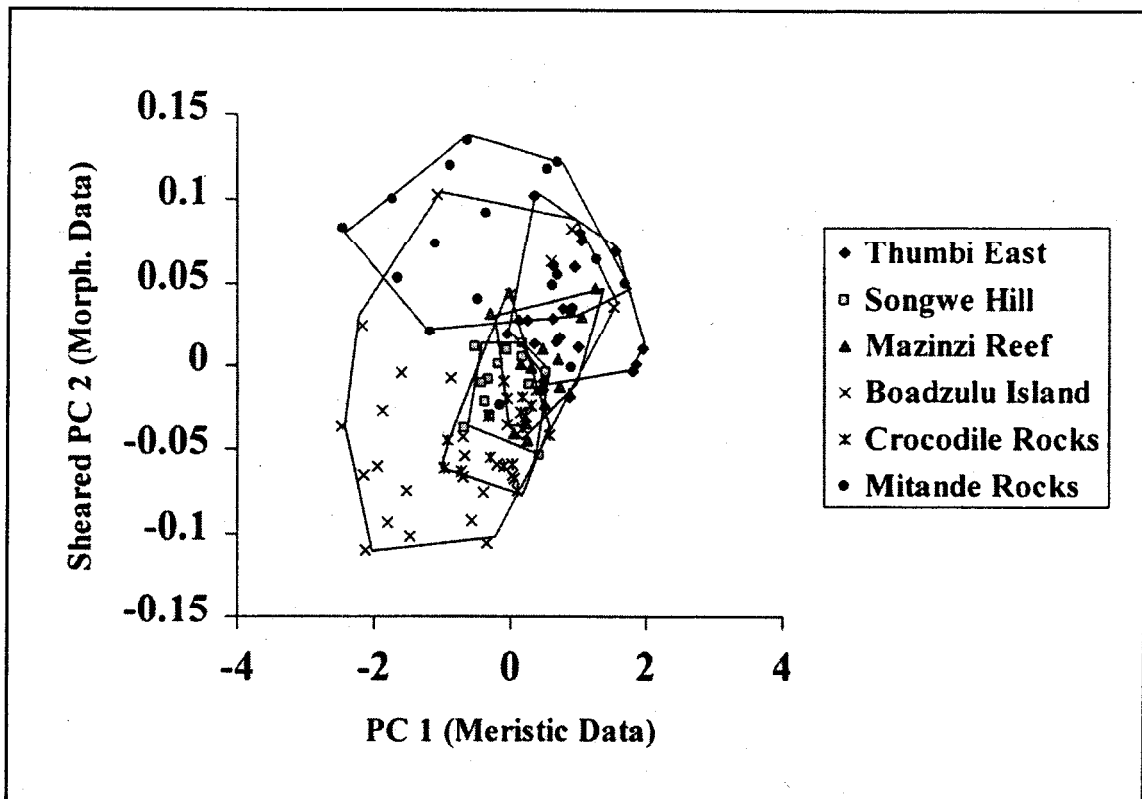 0.15
0.1
0.05
0
-0.05
-0.1
-0.15
Sheared PC 2 (Morph. Data)
-4
-2
0
2
4
PC 1 (Meristic Data)
Thumbi East
Songwe Hill
Mazinzi Reef
Boadzulu Island
Crocodile Rocks
Mitande Rocks